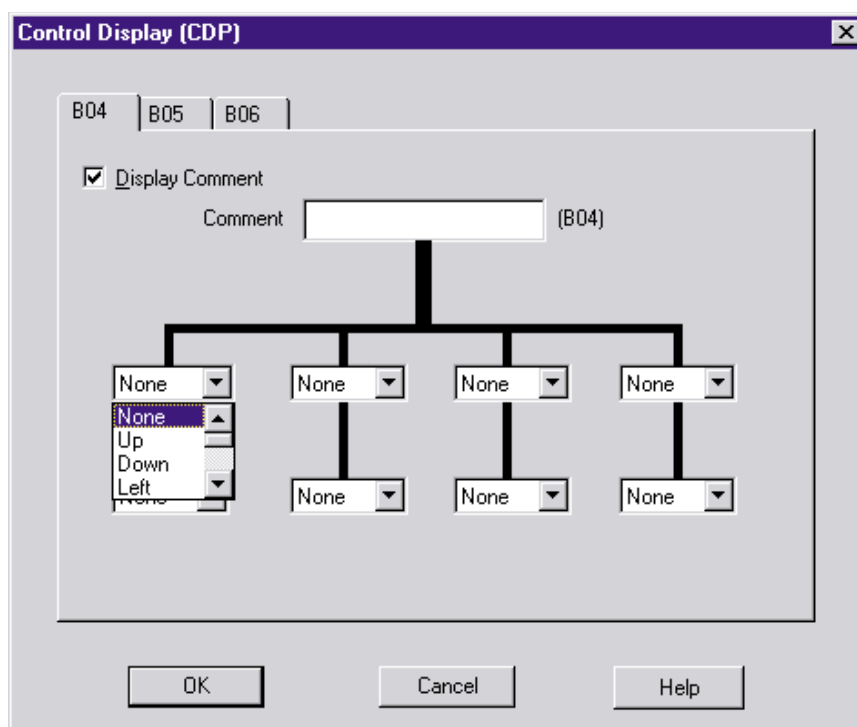 Control Display (CDP)
B04 B05 B06
Display Comment
Comment (B04)
None None None None
None
Up
Down
Left
None None None None
OK Cancel Help